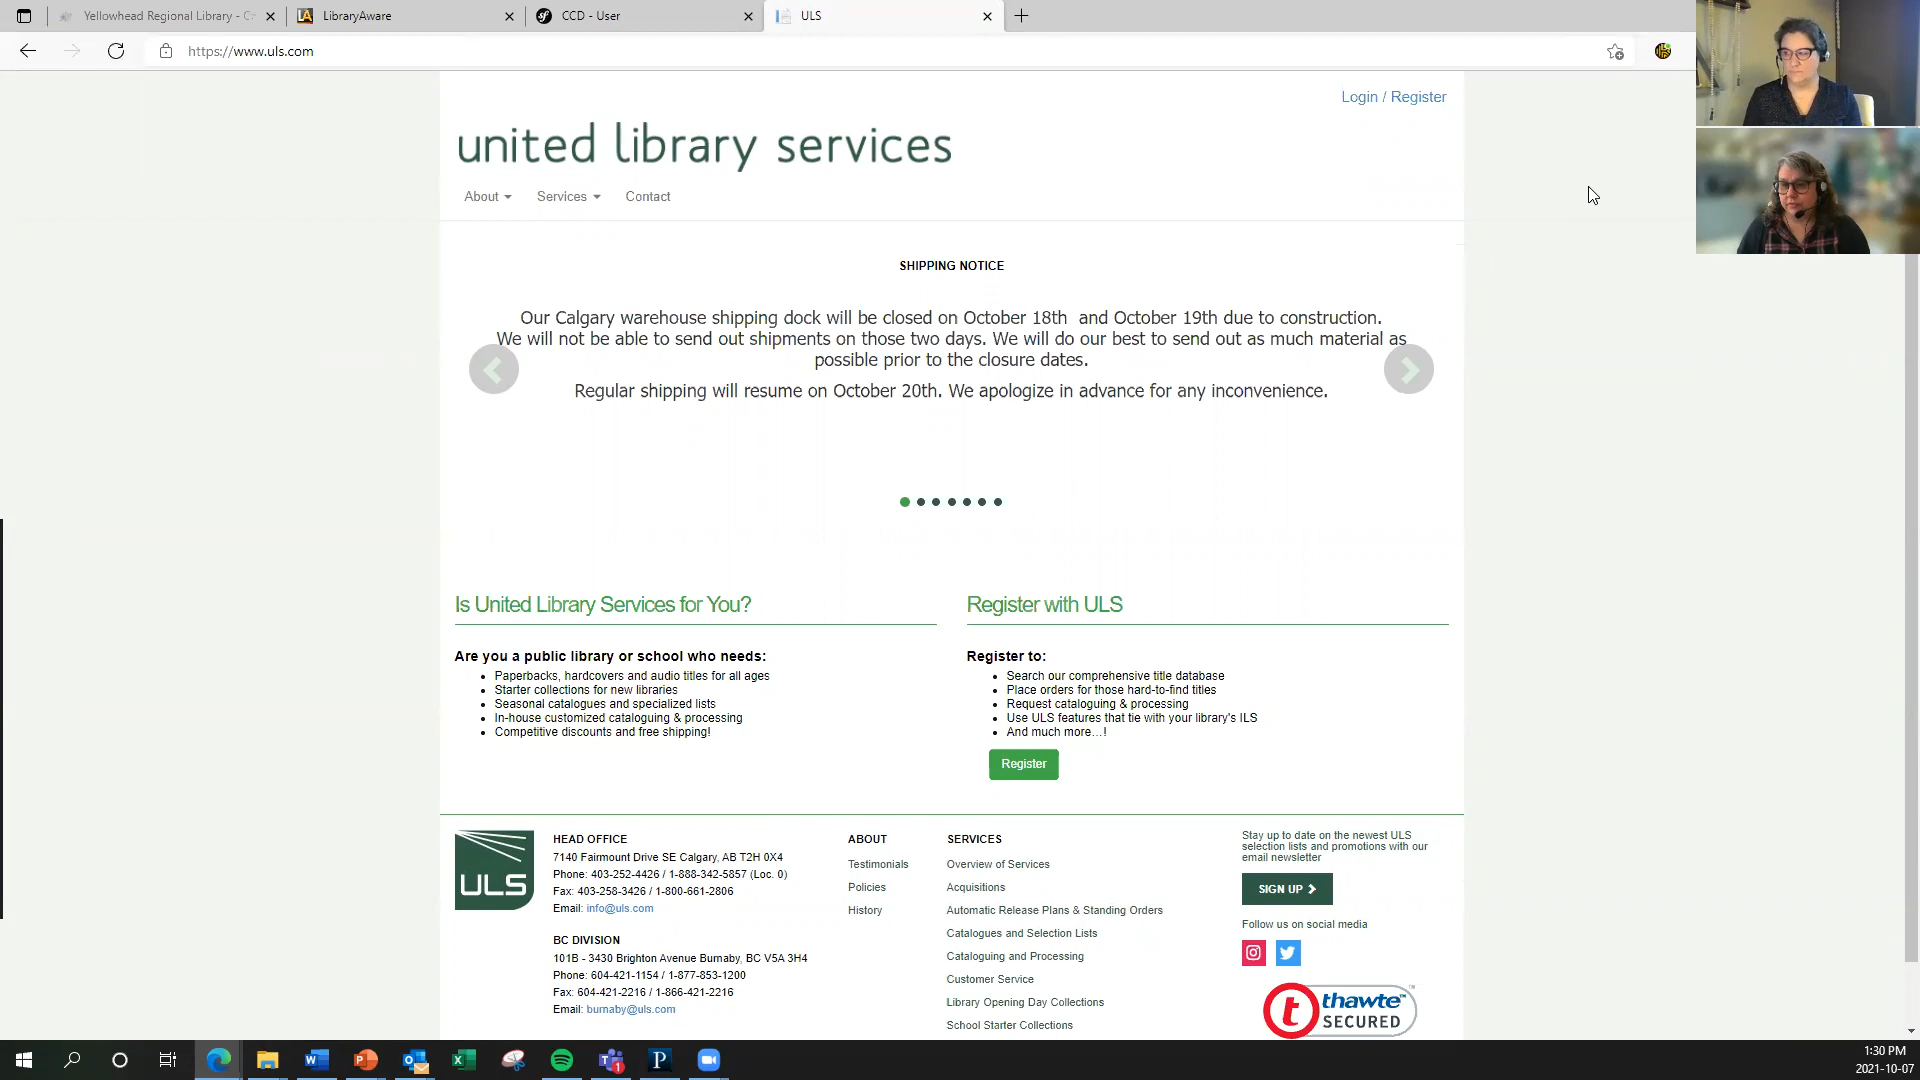 Yellowhead Regional Library - C
LibraryAware
CCD - User
ULS
https://www.uls.com
Login / Register
united library services
About
Services
Contact
SHIPPING NOTICE
Our Calgary warehouse shipping dock will be closed on October 18th and October 19th due to construction.
We will not be able to send out shipments on those two days. We will do our best to send out as much material as
possible prior to the closure dates.
Regular shipping will resume on October 20th. We apologize in advance for any inconvenience.
Is United Library Services for You?
Are you a public library or school who needs:
Paperbacks, hardcovers and audio titles for all ages
Starter collections for new libraries
Seasonal catalogues and specialized lists
In-house customized cataloguing & processing
Competitive discounts and free shipping!
Register with ULS
Register to:
Search our comprehensive title database
Place orders for those hard-to-find titles
Request cataloguing & processing
Use ULS features that tie with your library's ILS
And much more...!
Register
ULS
HEAD OFFICE
7140 Fairmount Drive SE Calgary, AB T2H 0X4
Phone: 403-252-4426 / 1-888-342-5857 (Loc. 0)
Fax: 403-258-3426 / 1-800-661-2806
Email: info@uls.com
BC DIVISION
101B - 3430 Brighton Avenue Burnaby, BC V5A 3H4
Phone: 604-421-1154 / 1-877-853-1200
Fax: 604-421-2216 / 1-866-421-2216
Email: burnaby@uls.com
ABOUT
Testimonials
Policies
History
SERVICES
Overview of Services
Acquisitions
Automatic Release Plans & Standing Orders
Catalogues and Selection Lists
Cataloguing and Processing
Customer Service
Library Opening Day Collections
School Starter Collections
Stay up to date on the newest ULS
selection lists and promotions with our
email newsletter
SIGN UP
Follow us on social media
thawte™
SECURED
1:30 PM
2021-10-07